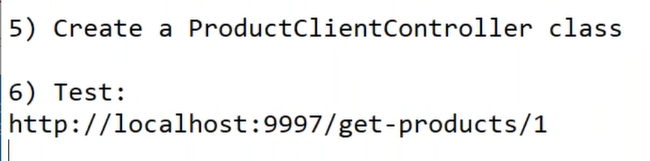 5) Create a ProductClientController class
6) Test:
http://localhost:9997/get-products/1